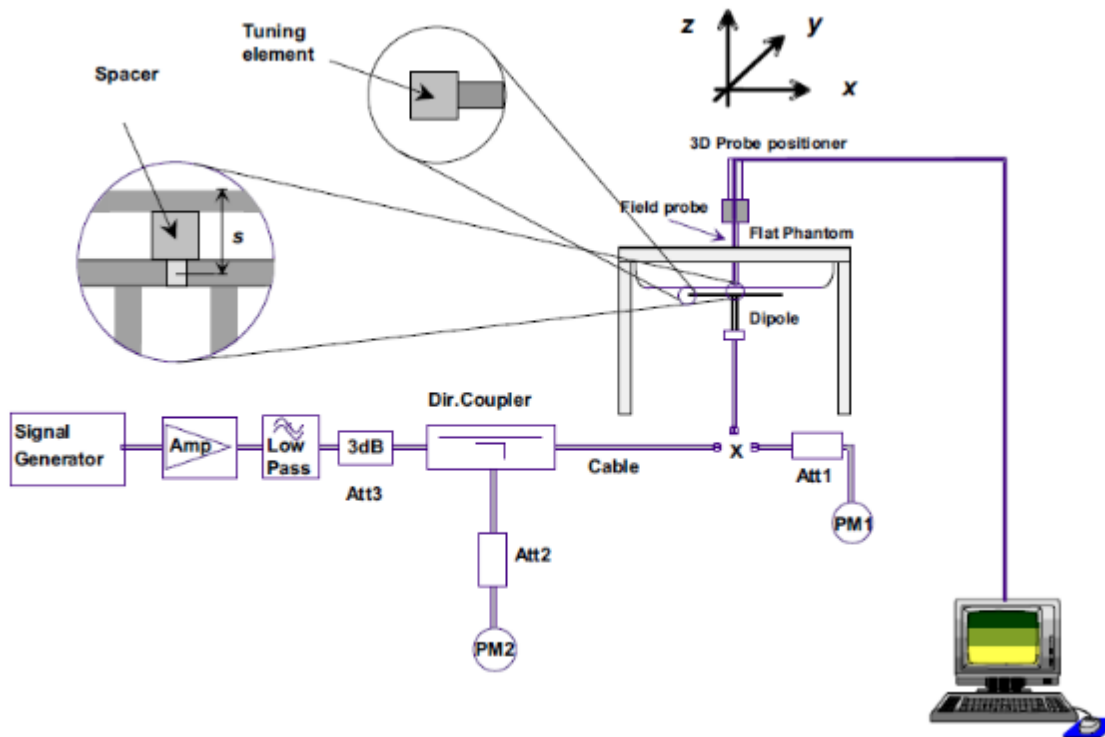 Tuning
element
Spacer
s
z
y
x
3D Probe positioner
Field probe
Flat Phantom
Dipole
Dir.Coupler
Signal
Generator
Amp
Low
Pass
3dB
Att3
Cable
X
Att1
PM1
Att2
PM2